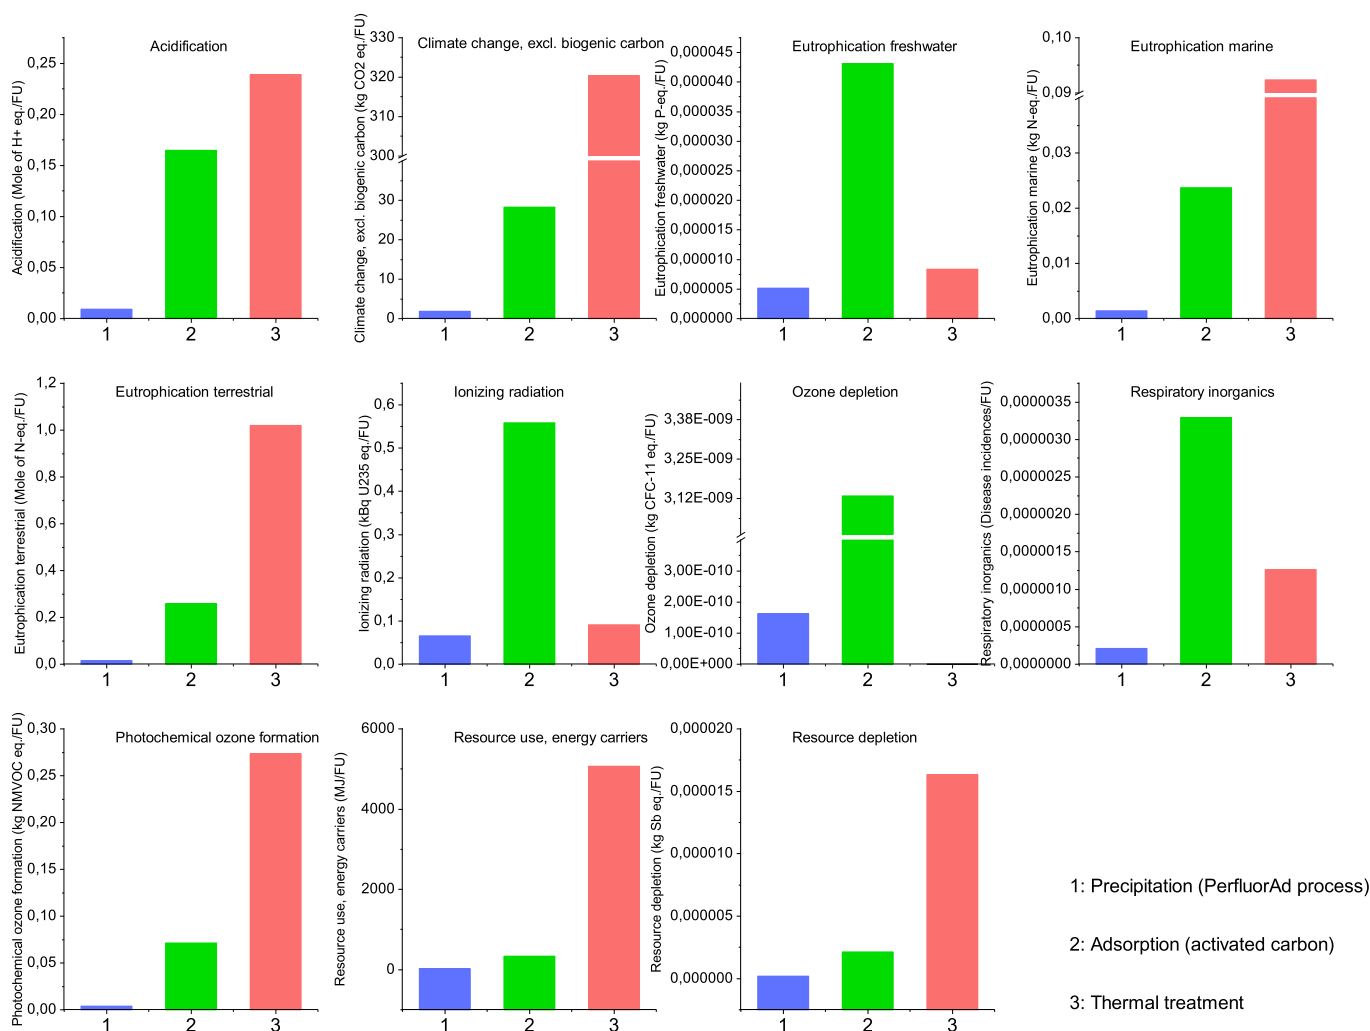 Acidification
Acidification (Mole of H+ eq./FU)
0,25
0,20
0,15
0,10
0,05
0,00
1 2 3
Climate change, excl. biogenic carbon
Climate change, excl. biogenic carbon (kg CO2 eq./FU)
330
320
310
300
30
20
10
0
1 2 3
Eutrophication freshwater
Eutrophication freshwater (kg P-eq./FU)
0,000045
0,000040
0,000035
0,000030
0,000025
0,000020
0,000015
0,000010
0,000005
0,000000
1 2 3
Eutrophication marine
Eutrophication marine (kg N-eq./FU)
0,10
0,09
0,03
0,02
0,01
0,00
1 2 3
Eutrophication terrestrial
Eutrophication terrestrial (Mole of N-eq./FU)
1,2
1,0
0,8
0,6
0,4
0,2
0,0
1 2 3
Ionizing radiation
Ionizing radiation (kBq U235 eq./FU)
0,6
0,5
0,4
0,3
0,2
0,1
0,0
1 2 3
Ozone depletion
Ozone depletion (kg CFC-11 eq./FU)
3,38E-009
3,25E-009
3,12E-009
3,00E-010
2,00E-010
1,00E-010
0,00E+000
1 2 3
Respiratory inorganics
Respiratory inorganics (Disease incidences/FU)
0,0000035
0,0000030
0,0000025
0,0000020
0,0000015
0,0000010
0,0000005
0,0000000
1 2 3
Photochemical ozone formation
Photochemical ozone formation (kg NMVOC eq./FU)
0,30
0,25
0,20
0,15
0,10
0,05
0,00
1 2 3
Resource use, energy carriers
Resource use, energy carriers (MJ/FU)
6000
4000
2000
0
1 2 3
Resource depletion
Resource depletion (kg Sb eq./FU)
0,000020
0,000015
0,000010
0,000005
0,000000
1 2 3
1: Precipitation (PerfluorAd process)
2: Adsorption (activated carbon)
3: Thermal treatment